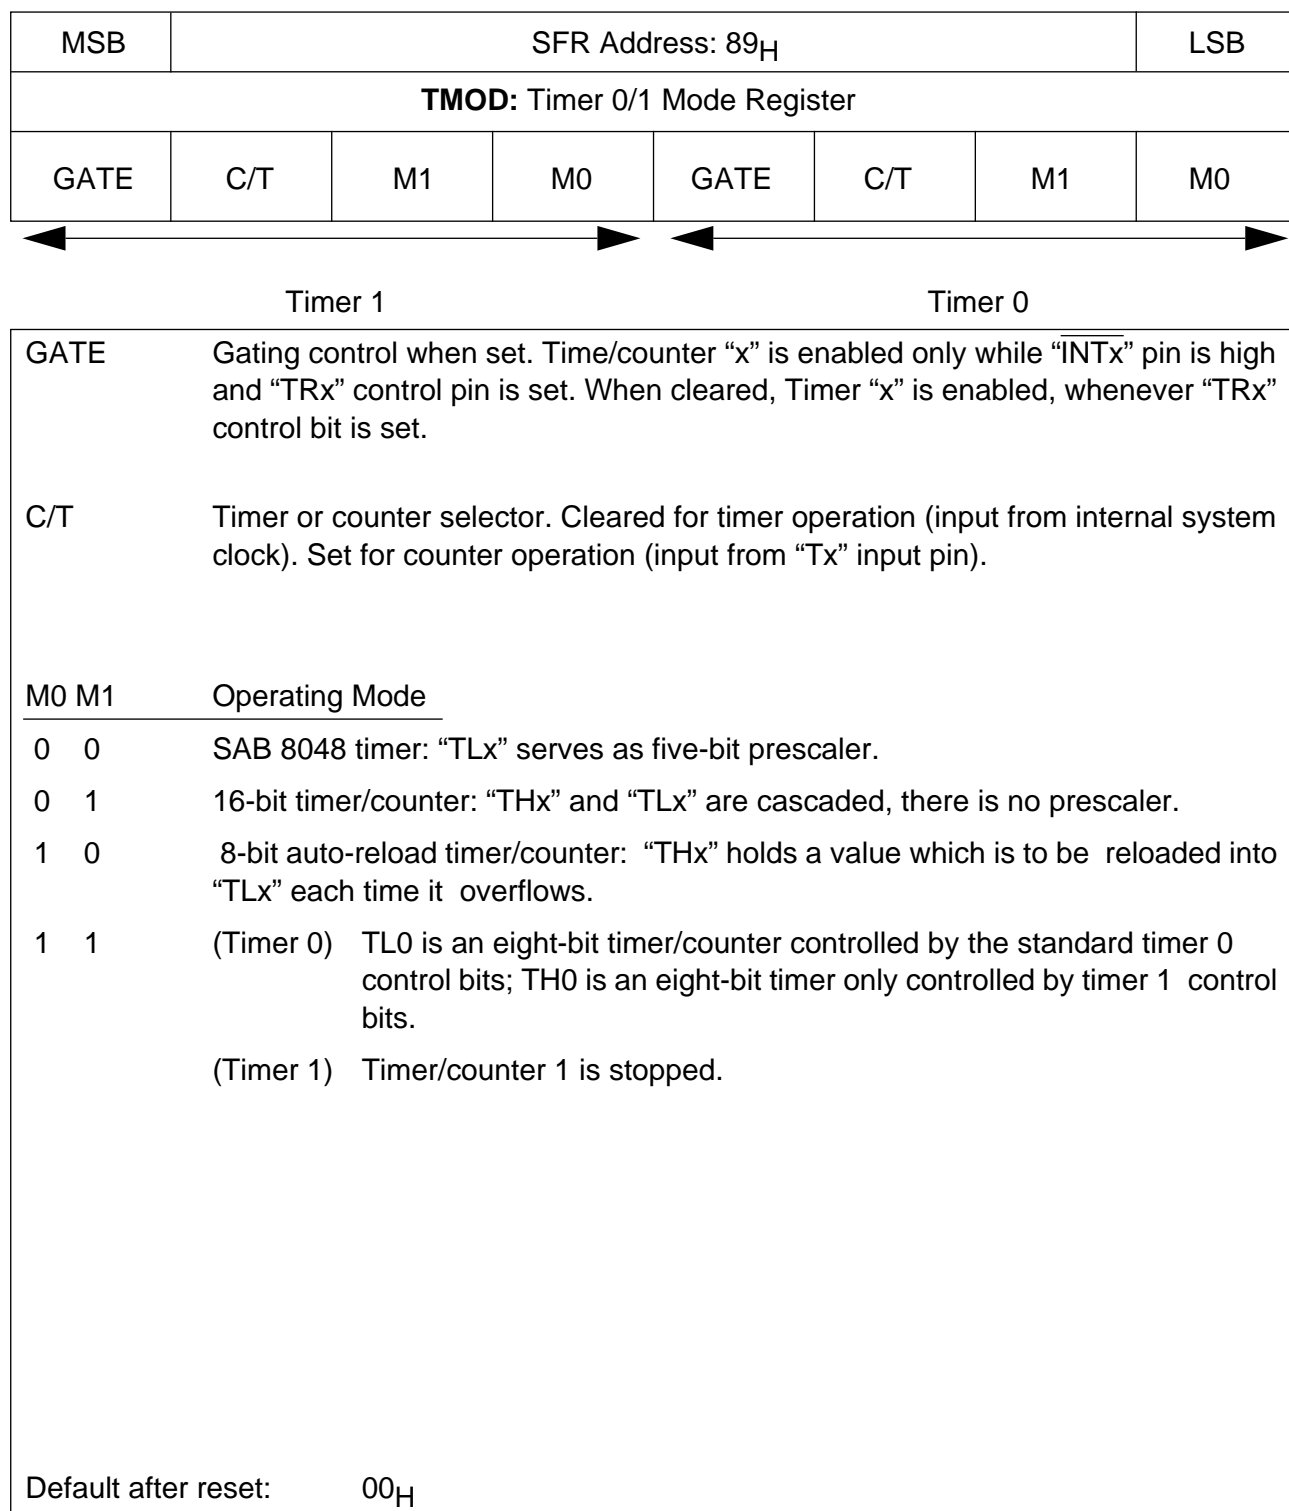 MSB SFR Address: 89H LSB
TMOD: Timer 0/1 Mode Register
GATE C/T M1 M0 GATE C/T M1 M0
Timer 1 Timer 0
GATE Gating control when set. Time/counter “x” is enabled only while “INTx” pin is high
and “TRx” control pin is set. When cleared, Timer “x” is enabled, whenever “TRx”
control bit is set.
C/T Timer or counter selector. Cleared for timer operation (input from internal system
clock). Set for counter operation (input from “Tx” input pin).
M0 M1 Operating Mode
0 0 SAB 8048 timer: “TLx” serves as five-bit prescaler.
0 1 16-bit timer/counter: “THx” and “TLx” are cascaded, there is no prescaler.
1 0 8-bit auto-reload timer/counter: “THx” holds a value which is to be reloaded into
“TLx” each time it overflows.
1 1 (Timer 0) TL0 is an eight-bit timer/counter controlled by the standard timer 0
control bits; TH0 is an eight-bit timer only controlled by timer 1 control
bits.
(Timer 1) Timer/counter 1 is stopped.
Default after reset: 00H